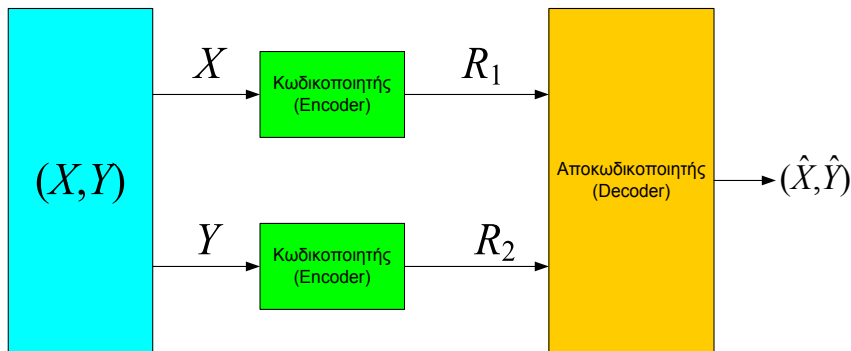 (X,Y)
X
Κωδικοποιητής
(Encoder)
R₁
Y
Κωδικοποιητής
(Encoder)
R₂
Αποκωδικοποιητής
(Decoder)
(X̂,Ŷ)